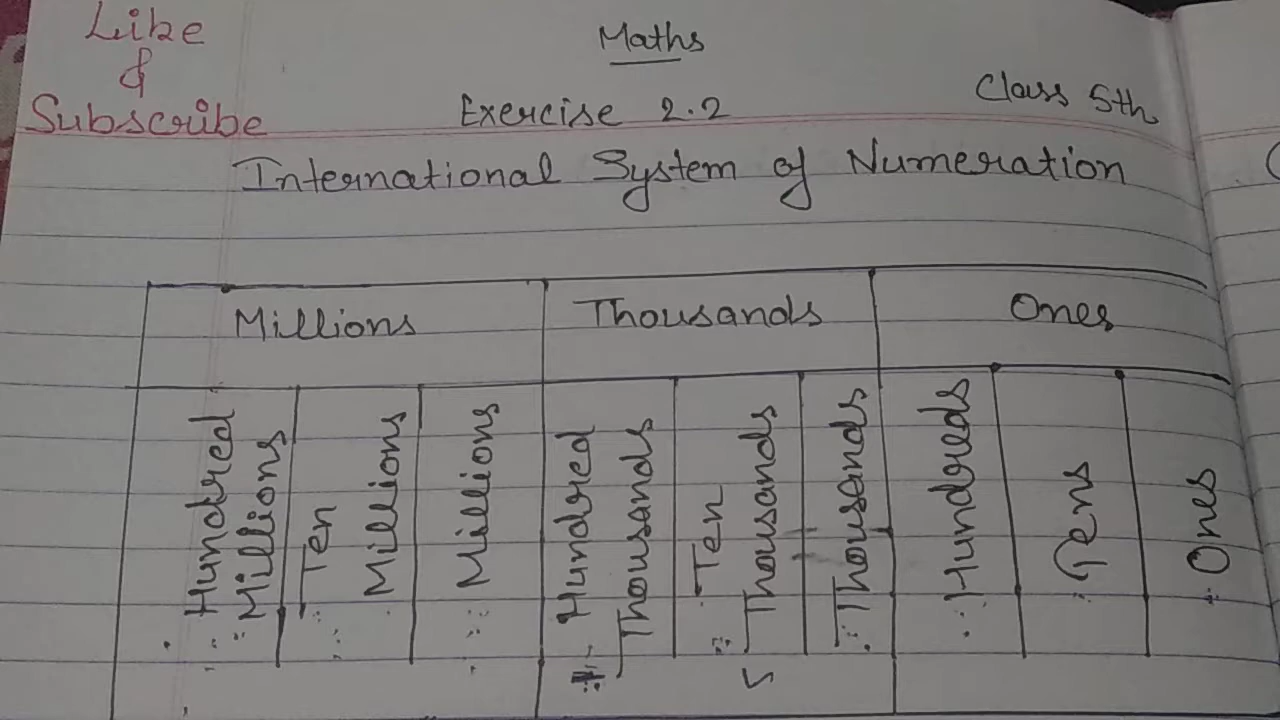 Like
&
Subscribe
Maths
Exercise 2.2
Class 5th
International System of Numeration
Millions
Thousands
Ones
Hundred
Millions
Ten
Millions
Millions
Hundred
Thousands
Ten
Thousands
Thousands
Hundreds
Tens
Ones